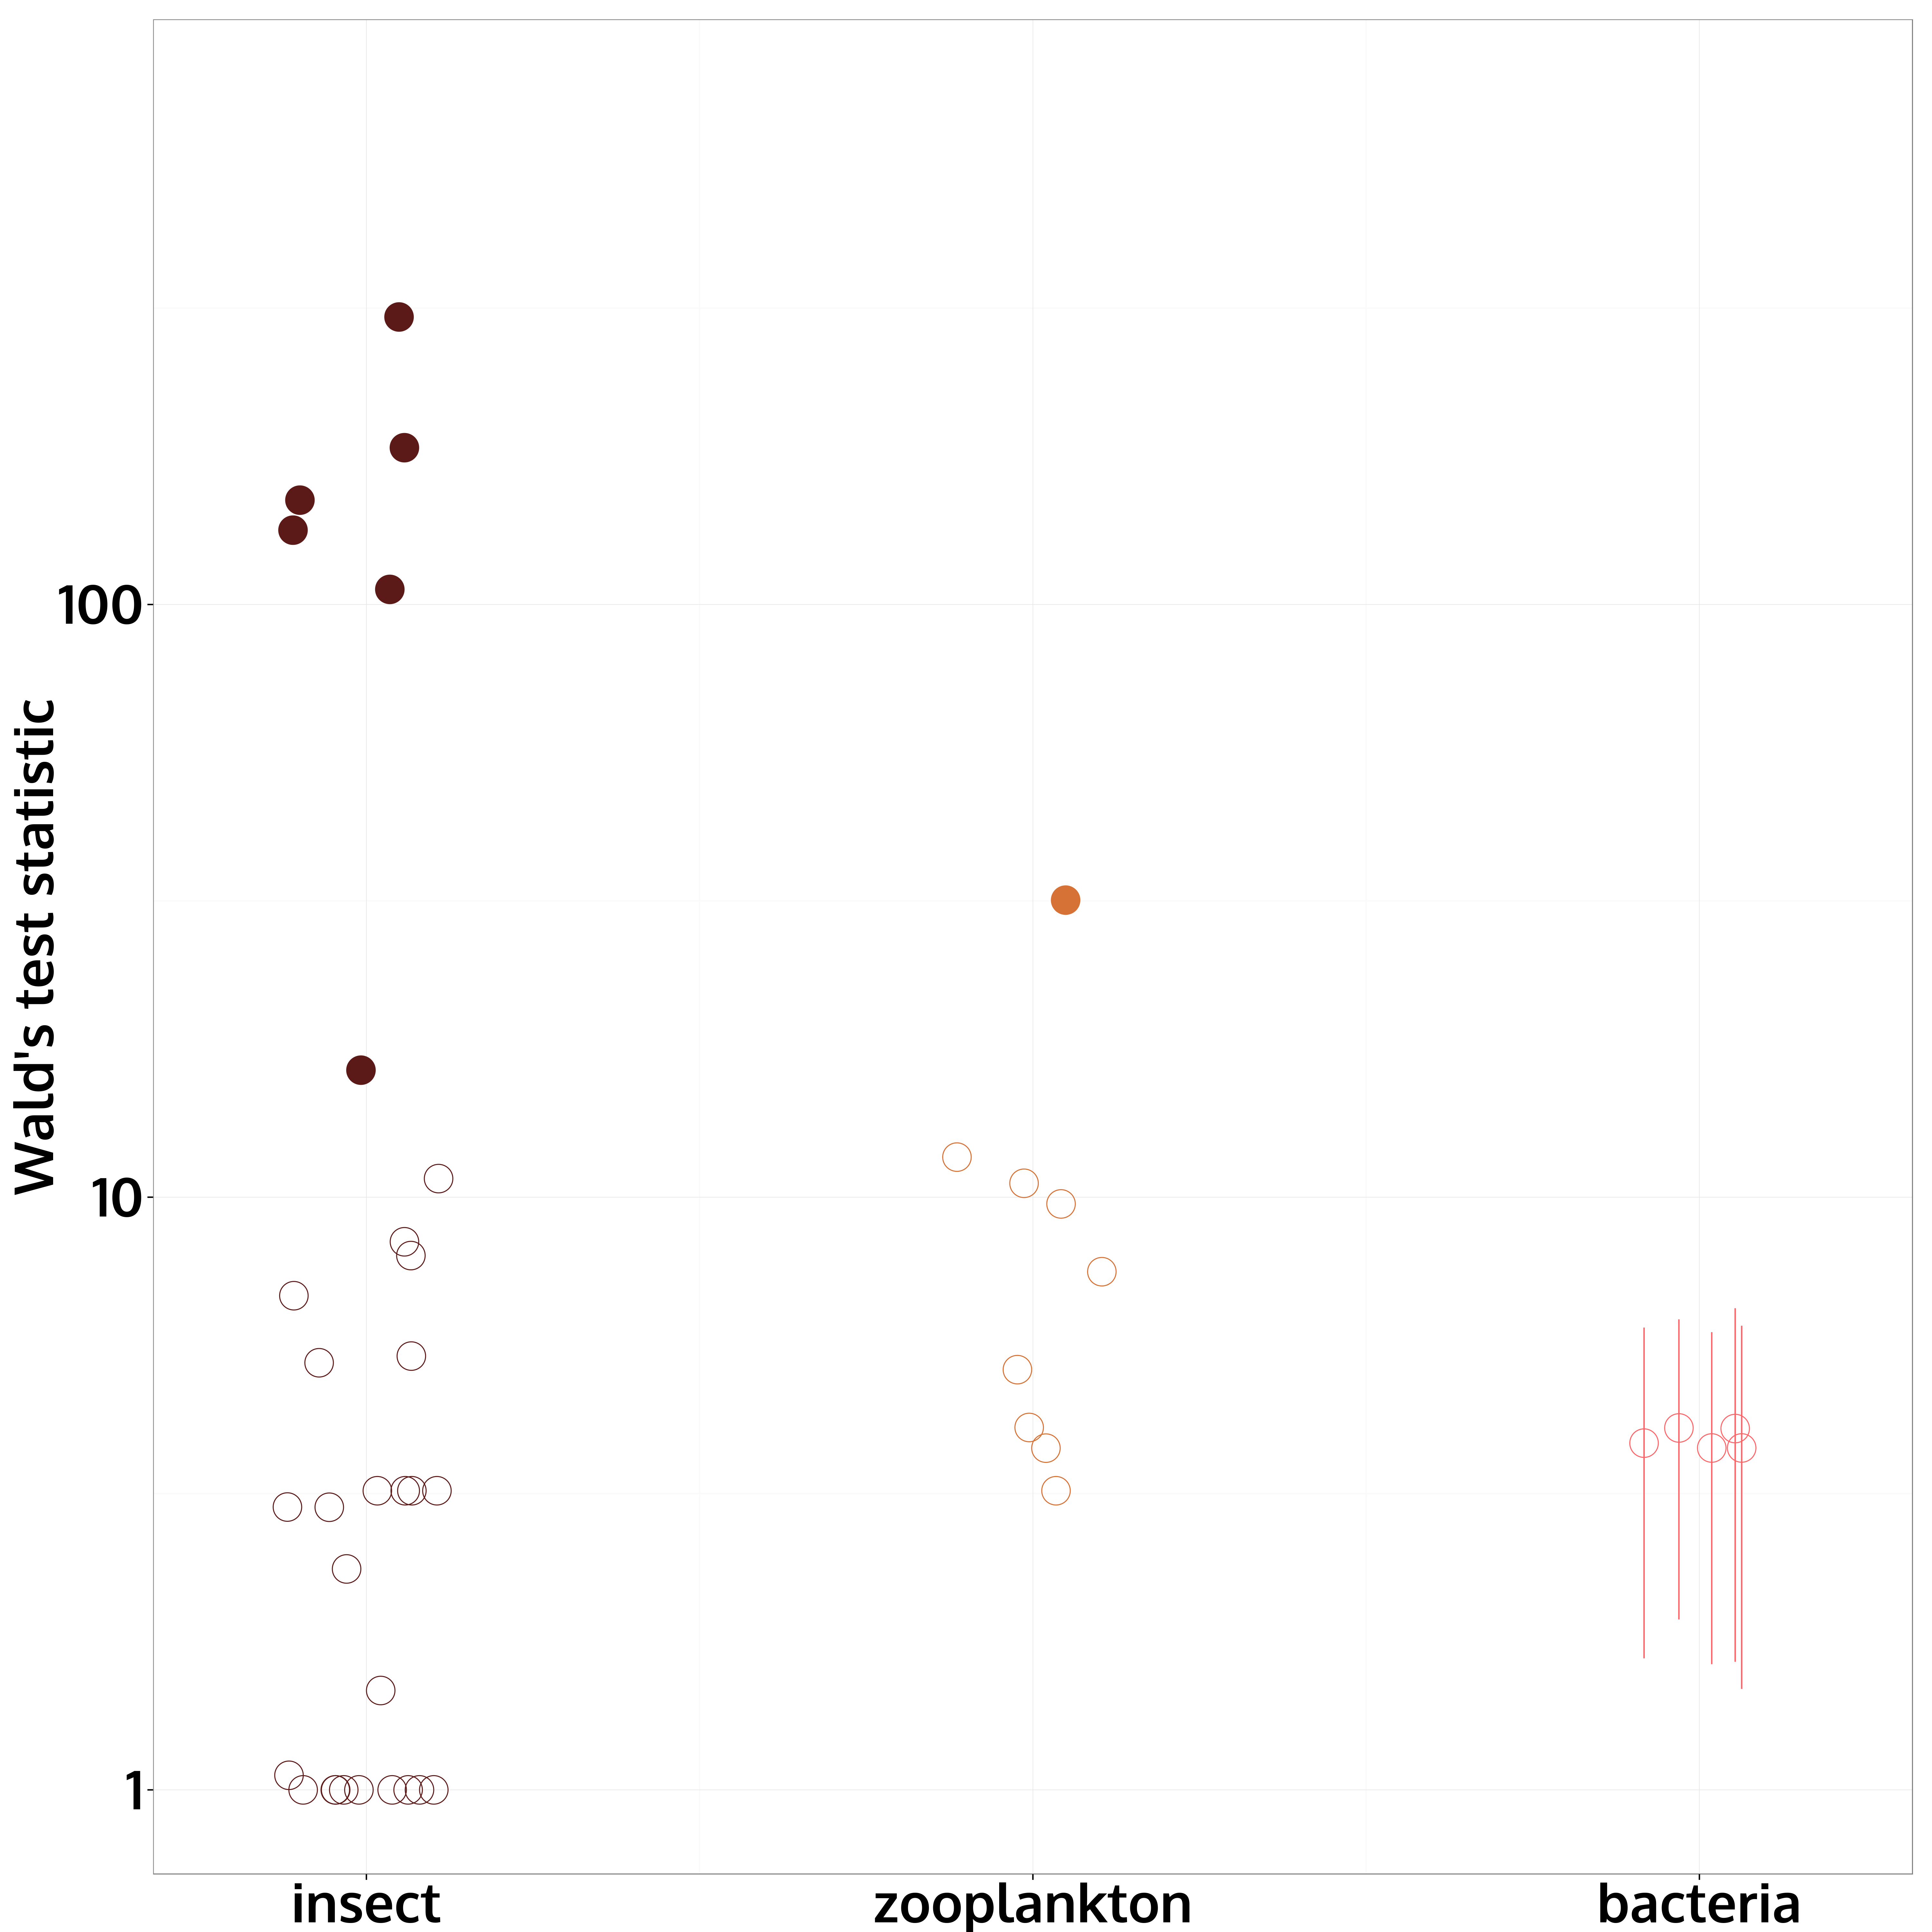 Wald's test statistic
100
10
1
insect
zooplankton
bacteria